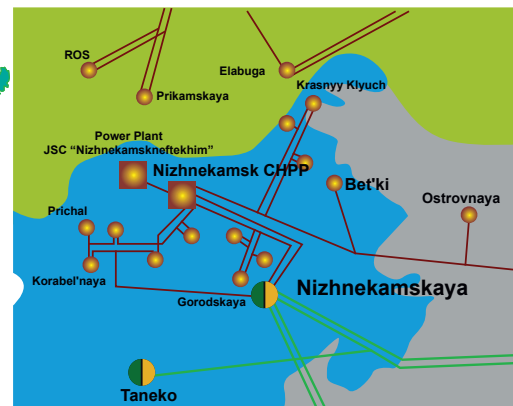 ROS
Elabuga
Prikamskaya
Krasnyy Klyuch
Power Plant
JSC "Nizhnekamskneftekhim"
Nizhnekamsk CHPP
Bet'ki
Ostrovnaya
Prichal
Korabel'naya
Gorodskaya
Nizhnekamskaya
Taneko